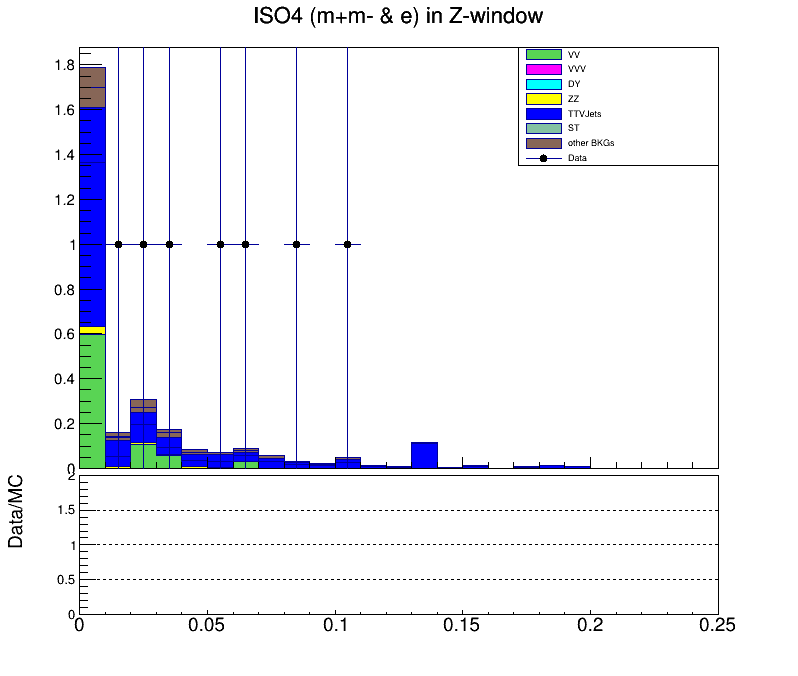 ISO4 (m+m- & e) in Z-window
VV
VVV
DY
ZZ
TTVJets
ST
other BKGs
Data
1.8
1.6
1.4
1.2
1
0.8
0.6
0.4
0.2
0
Data/MC
2
1.5
1
0.5
0
0 0.05 0.1 0.15 0.2 0.25